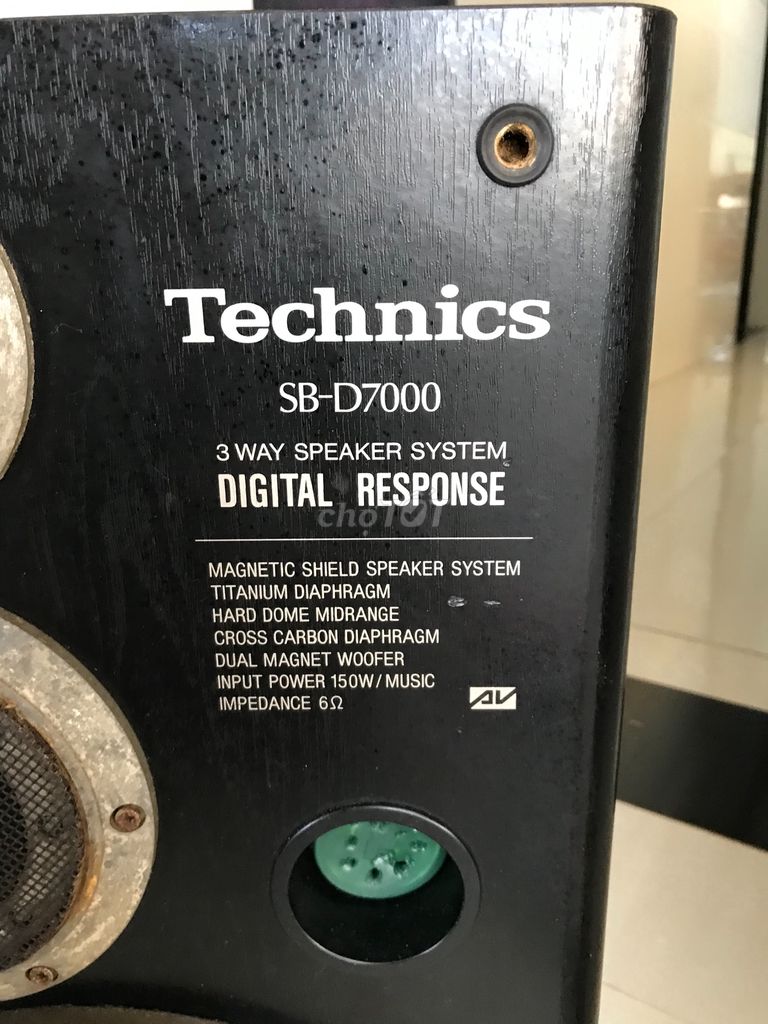 Technics
SB-D7000
3 WAY SPEAKER SYSTEM
DIGITAL RESPONSE
chợTỐT
MAGNETIC SHIELD SPEAKER SYSTEM
TITANIUM DIAPHRAGM
HARD DOME MIDRANGE
CROSS CARBON DIAPHRAGM
DUAL MAGNET WOOFER
INPUT POWER 150W/MUSIC
IMPEDANCE 6Ω
AV